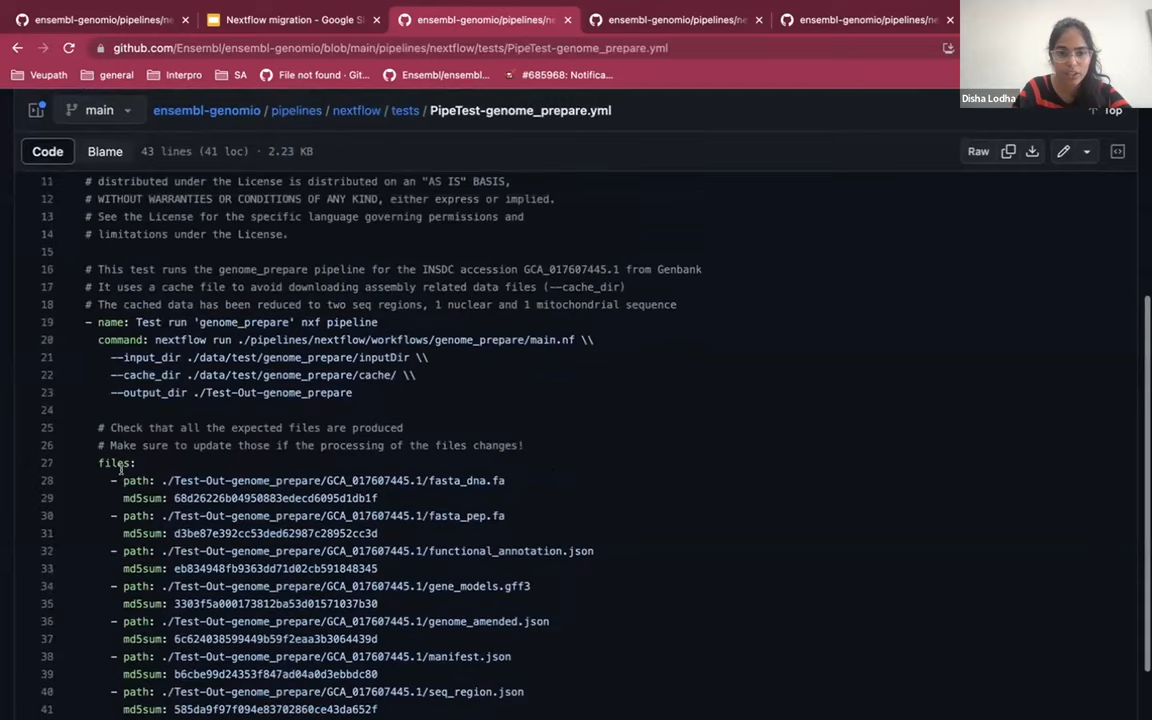 ensembl-genomio/pipelines/ne
Nextflow migration - Google S
ensembl-genomio/pipelines/ne
ensembl-genomio/pipelines/ne
ensembl-genomio/pipelines/ne
github.com/Ensembl/ensembl-genomio/blob/main/pipelines/nextflow/tests/PipeTest-genome_prepare.yml
Veupath
general
Interpro
SA
File not found · Git...
Ensembl/ensembl...
#685968: Notifica...
Disha Lodha
main
ensembl-genomio / pipelines / nextflow / tests / PipeTest-genome_prepare.yml
Top
Code
Blame
43 lines (41 loc) · 2.23 KB
Raw
11 # distributed under the License is distributed on an "AS IS" BASIS,
12 # WITHOUT WARRANTIES OR CONDITIONS OF ANY KIND, either express or implied.
13 # See the License for the specific language governing permissions and
14 # limitations under the License.
15
16 # This test runs the genome_prepare pipeline for the INSDC accession GCA_017607445.1 from Genbank
17 # It uses a cache file to avoid downloading assembly related data files (--cache_dir)
18 # The cached data has been reduced to two seq regions, 1 nuclear and 1 mitochondrial sequence
19 - name: Test run 'genome_prepare' nxf pipeline
20 command: nextflow run ./pipelines/nextflow/workflows/genome_prepare/main.nf \\
21 --input_dir ./data/test/genome_prepare/inputDir \\
22 --cache_dir ./data/test/genome_prepare/cache/ \\
23 --output_dir ./Test-Out-genome_prepare
24
25 # Check that all the expected files are produced
26 # Make sure to update those if the processing of the files changes!
27 files:
28 - path: ./Test-Out-genome_prepare/GCA_017607445.1/fasta_dna.fa
29 md5sum: 68d26226b04950883edecd6095d1db1f
30 - path: ./Test-Out-genome_prepare/GCA_017607445.1/fasta_pep.fa
31 md5sum: d3be87e392cc53ded62987c28952cc3d
32 - path: ./Test-Out-genome_prepare/GCA_017607445.1/functional_annotation.json
33 md5sum: eb834948fb9363dd71d02cb591848345
34 - path: ./Test-Out-genome_prepare/GCA_017607445.1/gene_models.gff3
35 md5sum: 3303f5a000173812ba53d01571037b30
36 - path: ./Test-Out-genome_prepare/GCA_017607445.1/genome_amended.json
37 md5sum: 6c624038599449b59f2eaa3b3064439d
38 - path: ./Test-Out-genome_prepare/GCA_017607445.1/manifest.json
39 md5sum: b6cbe99d24353f847ad04a0d3ebbdc80
40 - path: ./Test-Out-genome_prepare/GCA_017607445.1/seq_region.json
41 md5sum: 585da9f97f094e83702860ce43da652f